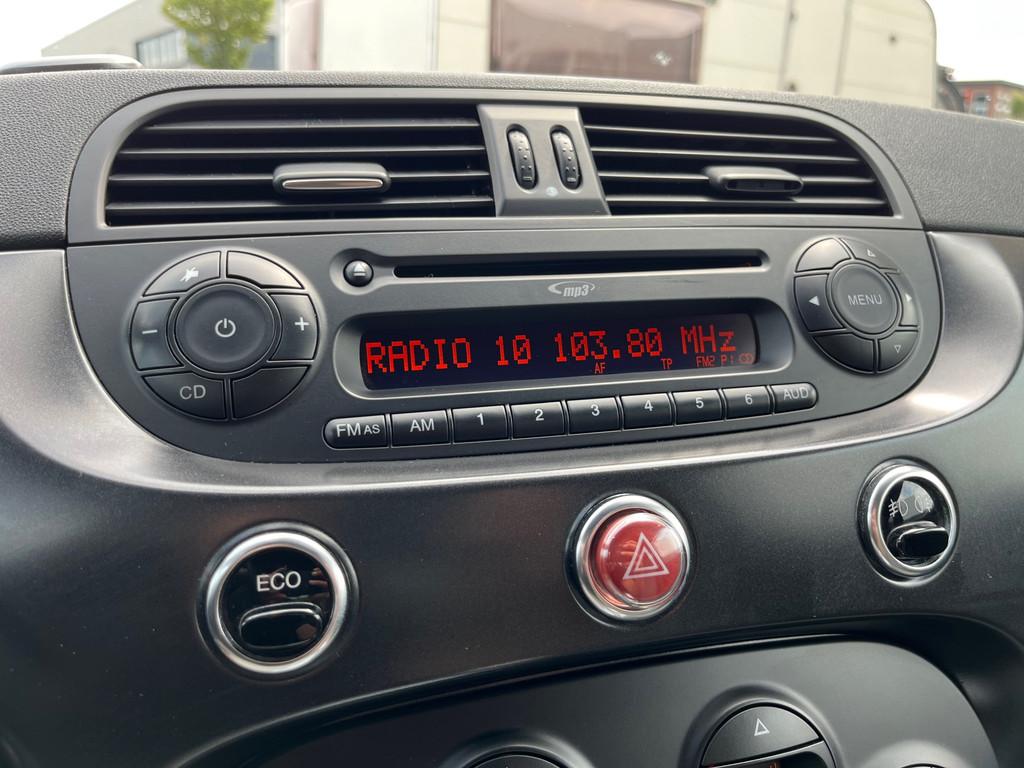 mp3
MENU
RADIO 10 103.80 MHz
AF TP FM2 P1 CD
CD
FM AS AM 1 2 3 4 5 6 AUD
ECO